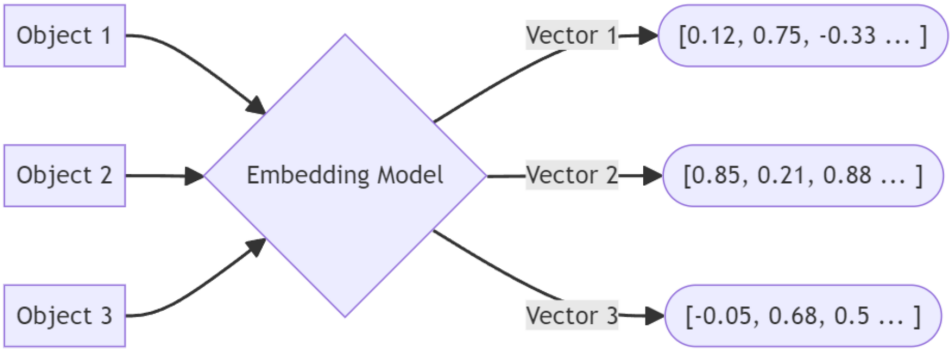 Object 1
Vector 1
[0.12, 0.75, -0.33 ... ]
Object 2
Embedding Model
Vector 2
[0.85, 0.21, 0.88 ... ]
Object 3
Vector 3
[-0.05, 0.68, 0.5 ... ]